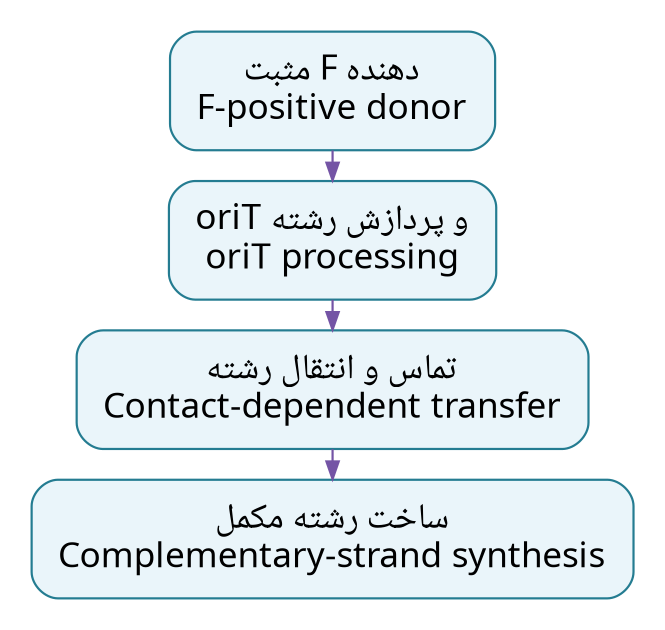 دهنده F مثبت
F-positive donor
oriT و پردازش رشته
oriT processing
تماس و انتقال رشته
Contact-dependent transfer
ساخت رشته مکمل
Complementary-strand synthesis